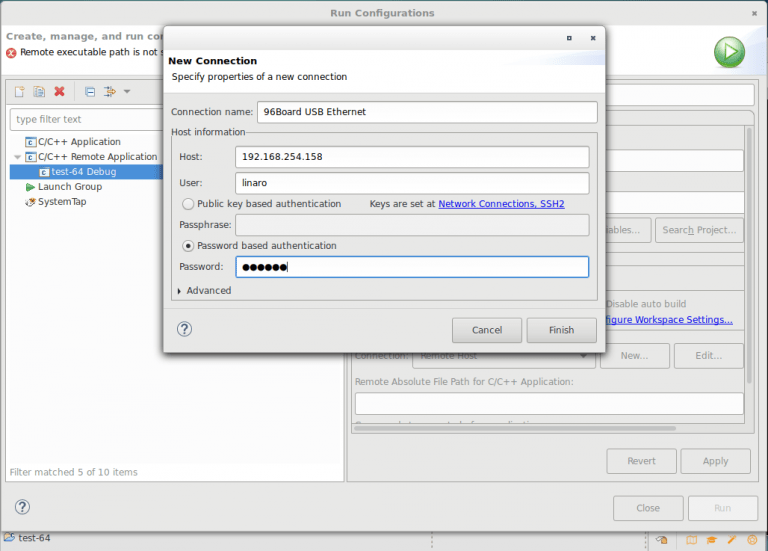 Run Configurations
Create, manage, and run co
Remote executable path is not s
type filter text
C/C++ Application
C/C++ Remote Application
test-64 Debug
Launch Group
SystemTap
Filter matched 5 of 10 items
New Connection
Specify properties of a new connection
Connection name: 96Board USB Ethernet
Host information
Host: 192.168.254.158
User: linaro
Public key based authentication Keys are set at Network Connections, SSH2
Passphrase:
Password based authentication
Password: ●●●●●●
Advanced
Cancel Finish
ables... Search Project...
Disable auto build
figure Workspace Settings...
Connection: Remote Host New... Edit...
Remote Absolute File Path for C/C++ Application:
Revert Apply
Close Run
test-64